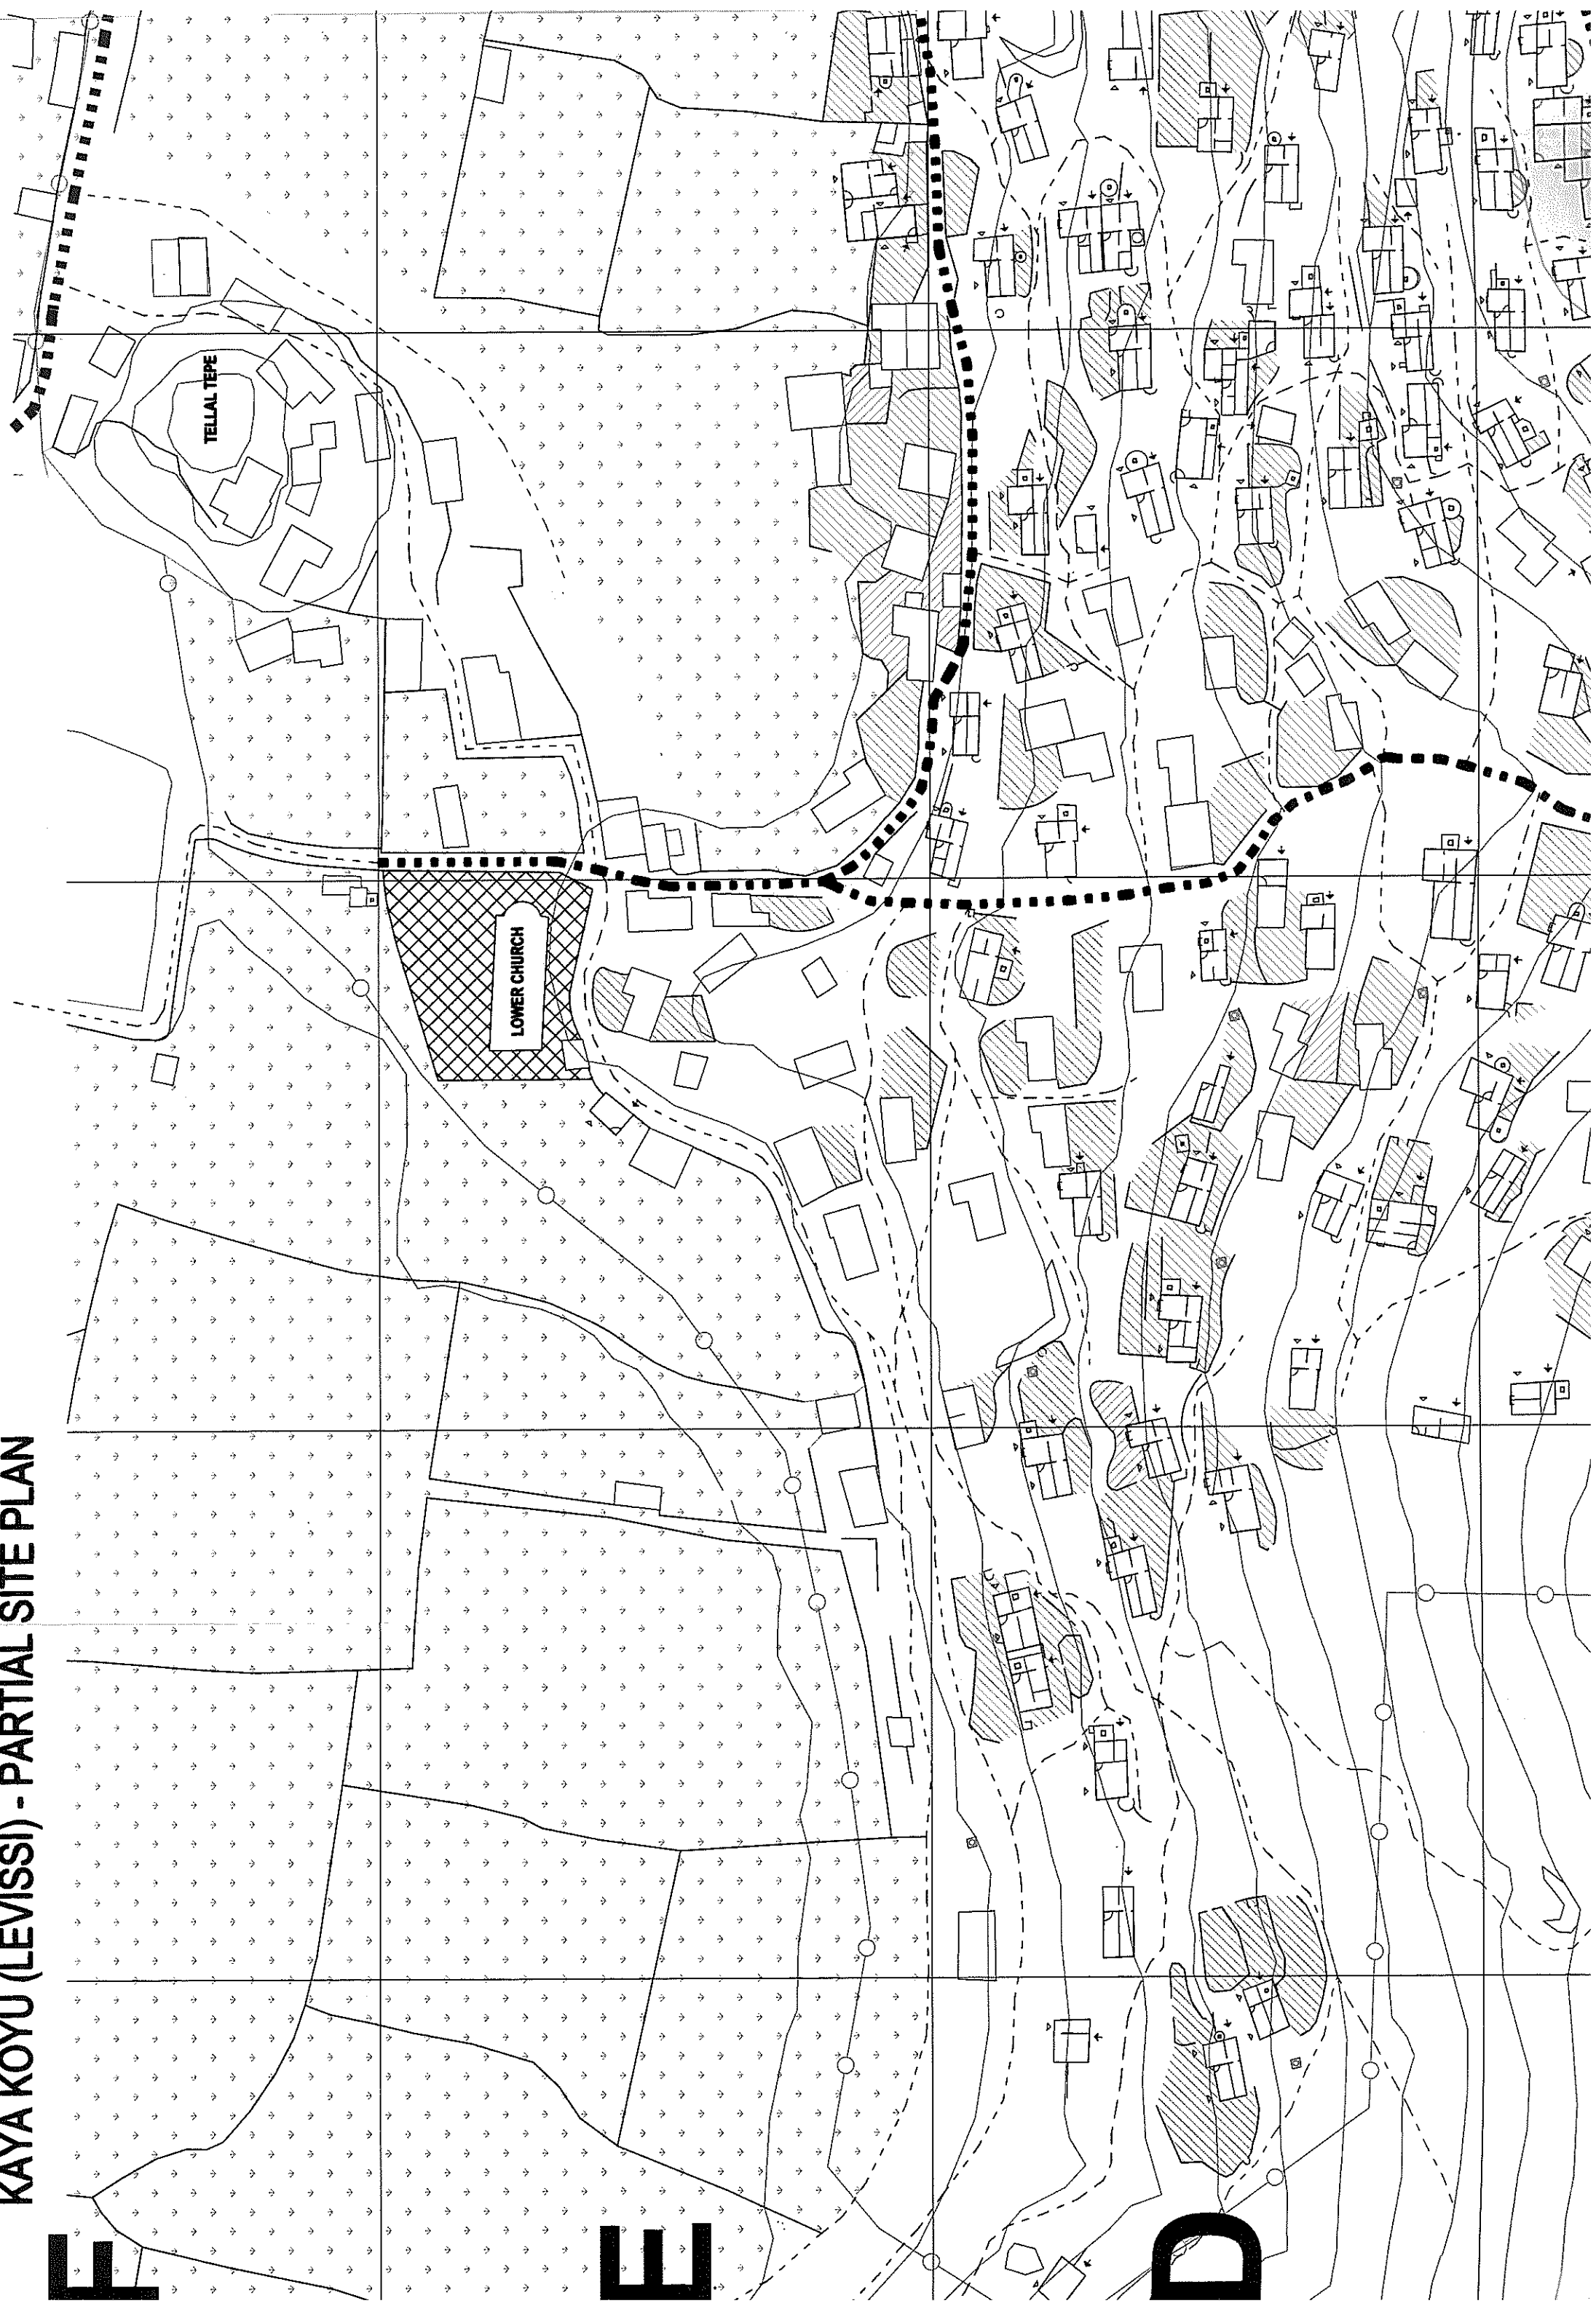 KAYA KOYU (LEVISSI) - PARTIAL SITE PLAN
F
E
D
TELLAL TEPE
LOWER CHURCH